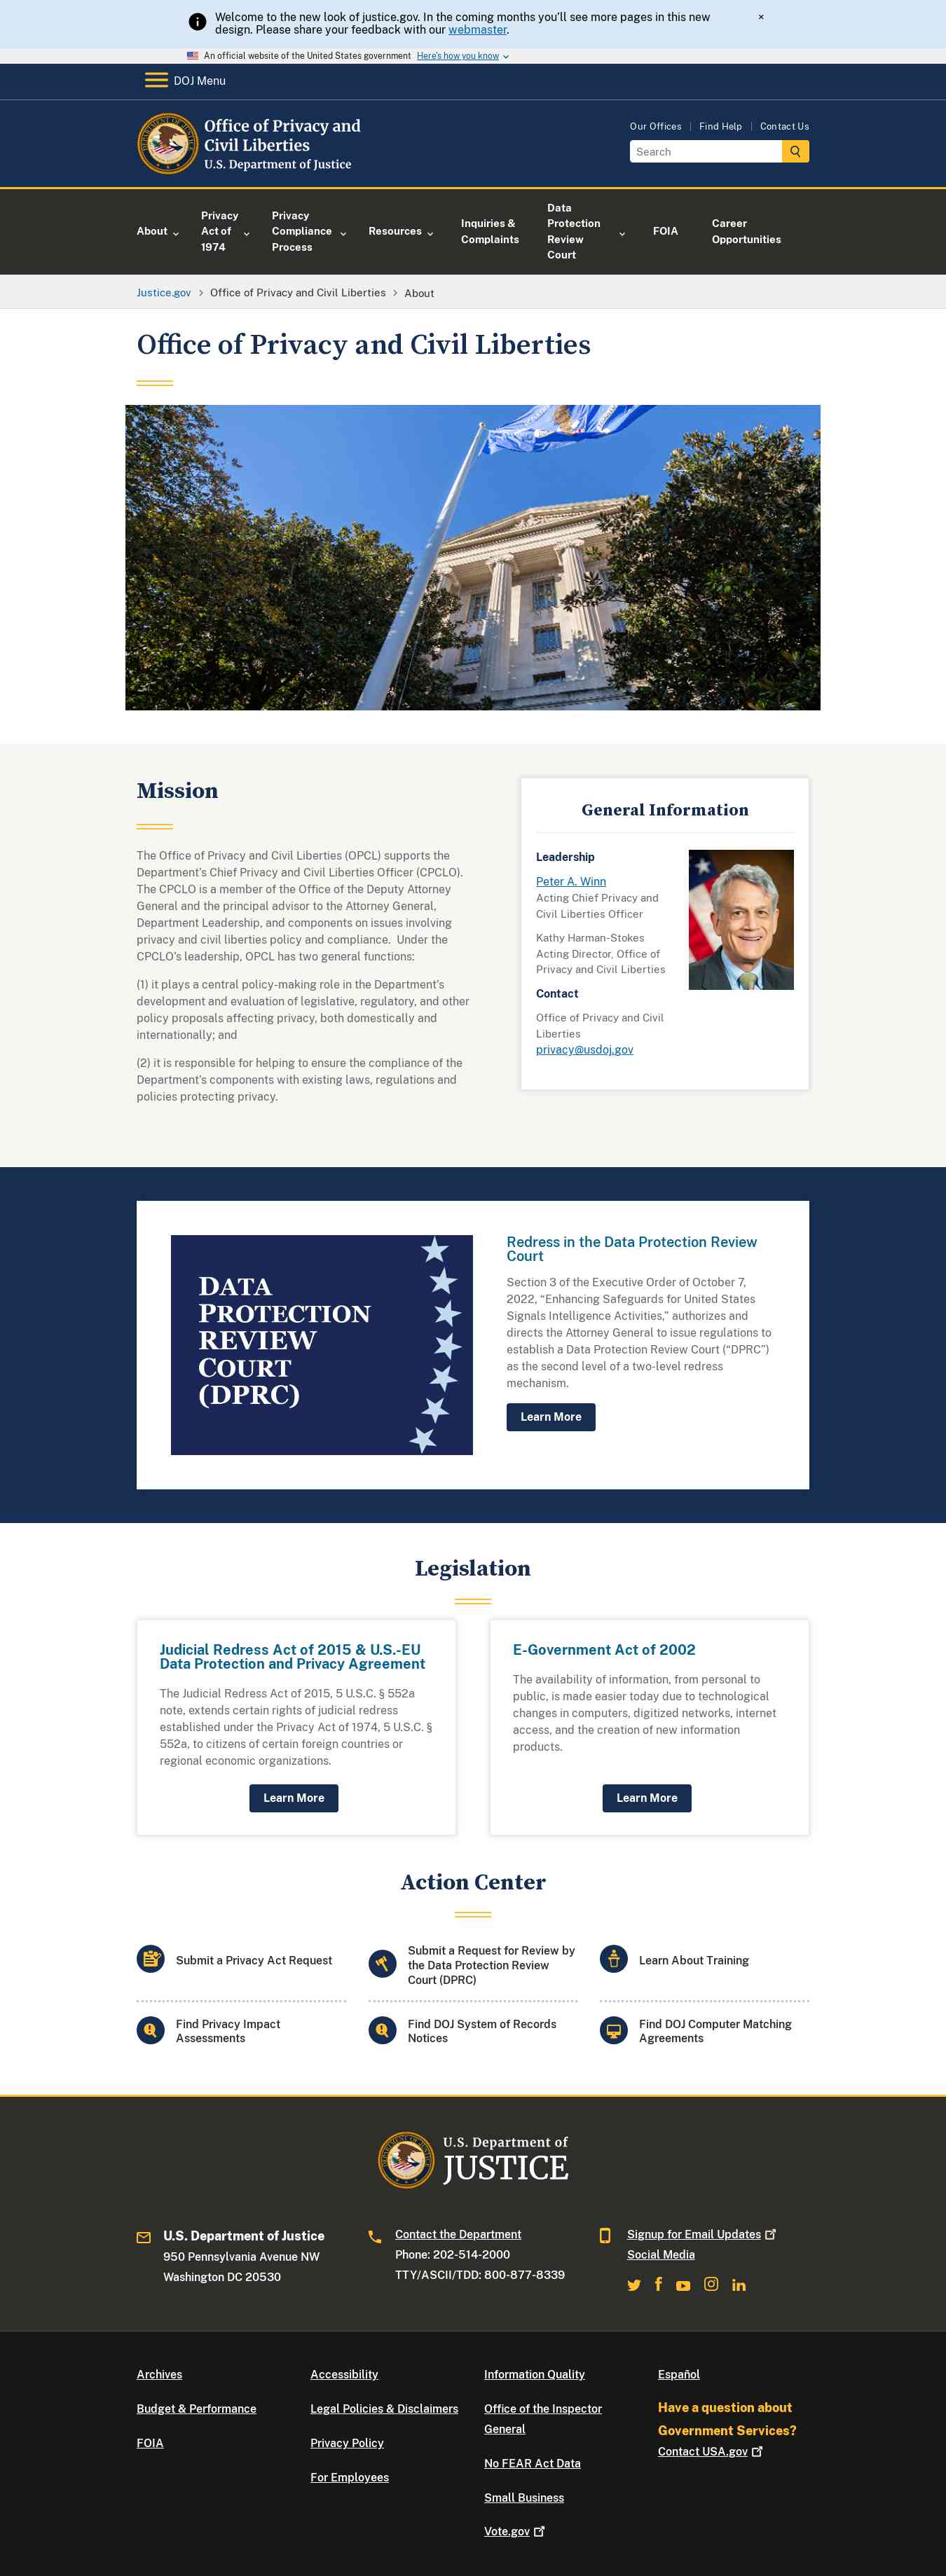 Welcome to the new look of justice.gov. In the coming months you'll see more pages in this new
design. Please share your feedback with our webmaster.
×
An official website of the United States government Here's how you know
DOJ Menu
Office of Privacy and
Civil Liberties
U.S. Department of Justice
Our Offices
Find Help
Contact Us
Search
About
Privacy
Act of
1974
Privacy
Compliance
Process
Resources
Inquiries &
Complaints
Data
Protection
Review
Court
FOIA
Career
Opportunities
Justice.gov > Office of Privacy and Civil Liberties > About
Office of Privacy and Civil Liberties
Mission
The Office of Privacy and Civil Liberties (OPCL) supports the
Department's Chief Privacy and Civil Liberties Officer (CPCLO).
The CPCLO is a member of the Office of the Deputy Attorney
General and the principal advisor to the Attorney General,
Department Leadership, and components on issues involving
privacy and civil liberties policy and compliance. Under the
CPCLO's leadership, OPCL has two general functions:
(1) it plays a central policy-making role in the Department's
development and evaluation of legislative, regulatory, and other
policy proposals affecting privacy, both domestically and
internationally; and
(2) it is responsible for helping to ensure the compliance of the
Department's components with existing laws, regulations and
policies protecting privacy.
General Information
Leadership
Peter A. Winn
Acting Chief Privacy and
Civil Liberties Officer
Kathy Harman-Stokes
Acting Director, Office of
Privacy and Civil Liberties
Contact
Office of Privacy and Civil
Liberties
privacy@usdoj.gov
DATA
PROTECTION
REVIEW
COURT
(DPRC)
Redress in the Data Protection Review
Court
Section 3 of the Executive Order of October 7,
2022, “Enhancing Safeguards for United States
Signals Intelligence Activities,” authorizes and
directs the Attorney General to issue regulations to
establish a Data Protection Review Court (“DPRC”)
as the second level of a two-level redress
mechanism.
Learn More
Legislation
Judicial Redress Act of 2015 & U.S.-EU
Data Protection and Privacy Agreement
The Judicial Redress Act of 2015, 5 U.S.C. § 552a
note, extends certain rights of judicial redress
established under the Privacy Act of 1974, 5 U.S.C. §
552a, to citizens of certain foreign countries or
regional economic organizations.
Learn More
E-Government Act of 2002
The availability of information, from personal to
public, is made easier today due to technological
changes in computers, digitized networks, internet
access, and the creation of new information
products.
Learn More
Action Center
Submit a Privacy Act Request
Submit a Request for Review by
the Data Protection Review
Court (DPRC)
Learn About Training
Find Privacy Impact
Assessments
Find DOJ System of Records
Notices
Find DOJ Computer Matching
Agreements
U.S. Department of
JUSTICE
U.S. Department of Justice
950 Pennsylvania Avenue NW
Washington DC 20530
Contact the Department
Phone: 202-514-2000
TTY/ASCII/TDD: 800-877-8339
Signup for Email Updates
Social Media
Archives
Budget & Performance
FOIA
Accessibility
Legal Policies & Disclaimers
Privacy Policy
For Employees
Information Quality
Office of the Inspector
General
No FEAR Act Data
Small Business
Vote.gov
Español
Have a question about
Government Services?
Contact USA.gov